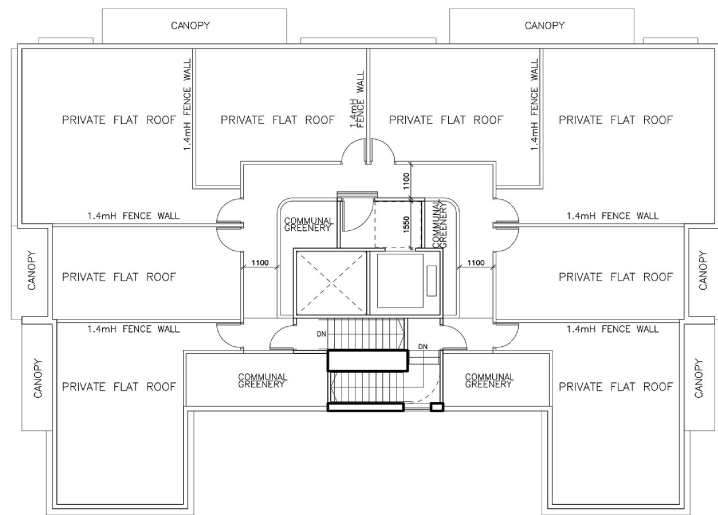 CANOPY
CANOPY
1.4mH FENCE WALL
1.4mH
FENCE WALL
1.4mH FENCE WALL
PRIVATE FLAT ROOF
PRIVATE FLAT ROOF
PRIVATE FLAT ROOF
PRIVATE FLAT ROOF
1100
1.4mH FENCE WALL
COMMUNAL
GREENERY
1550
COMMUNAL
GREENERY
1.4mH FENCE WALL
CANOPY
PRIVATE FLAT ROOF
1100
1100
PRIVATE FLAT ROOF
CANOPY
1.4mH FENCE WALL
DN
DN
1.4mH FENCE WALL
CANOPY
PRIVATE FLAT ROOF
COMMUNAL
GREENERY
COMMUNAL
GREENERY
PRIVATE FLAT ROOF
CANOPY